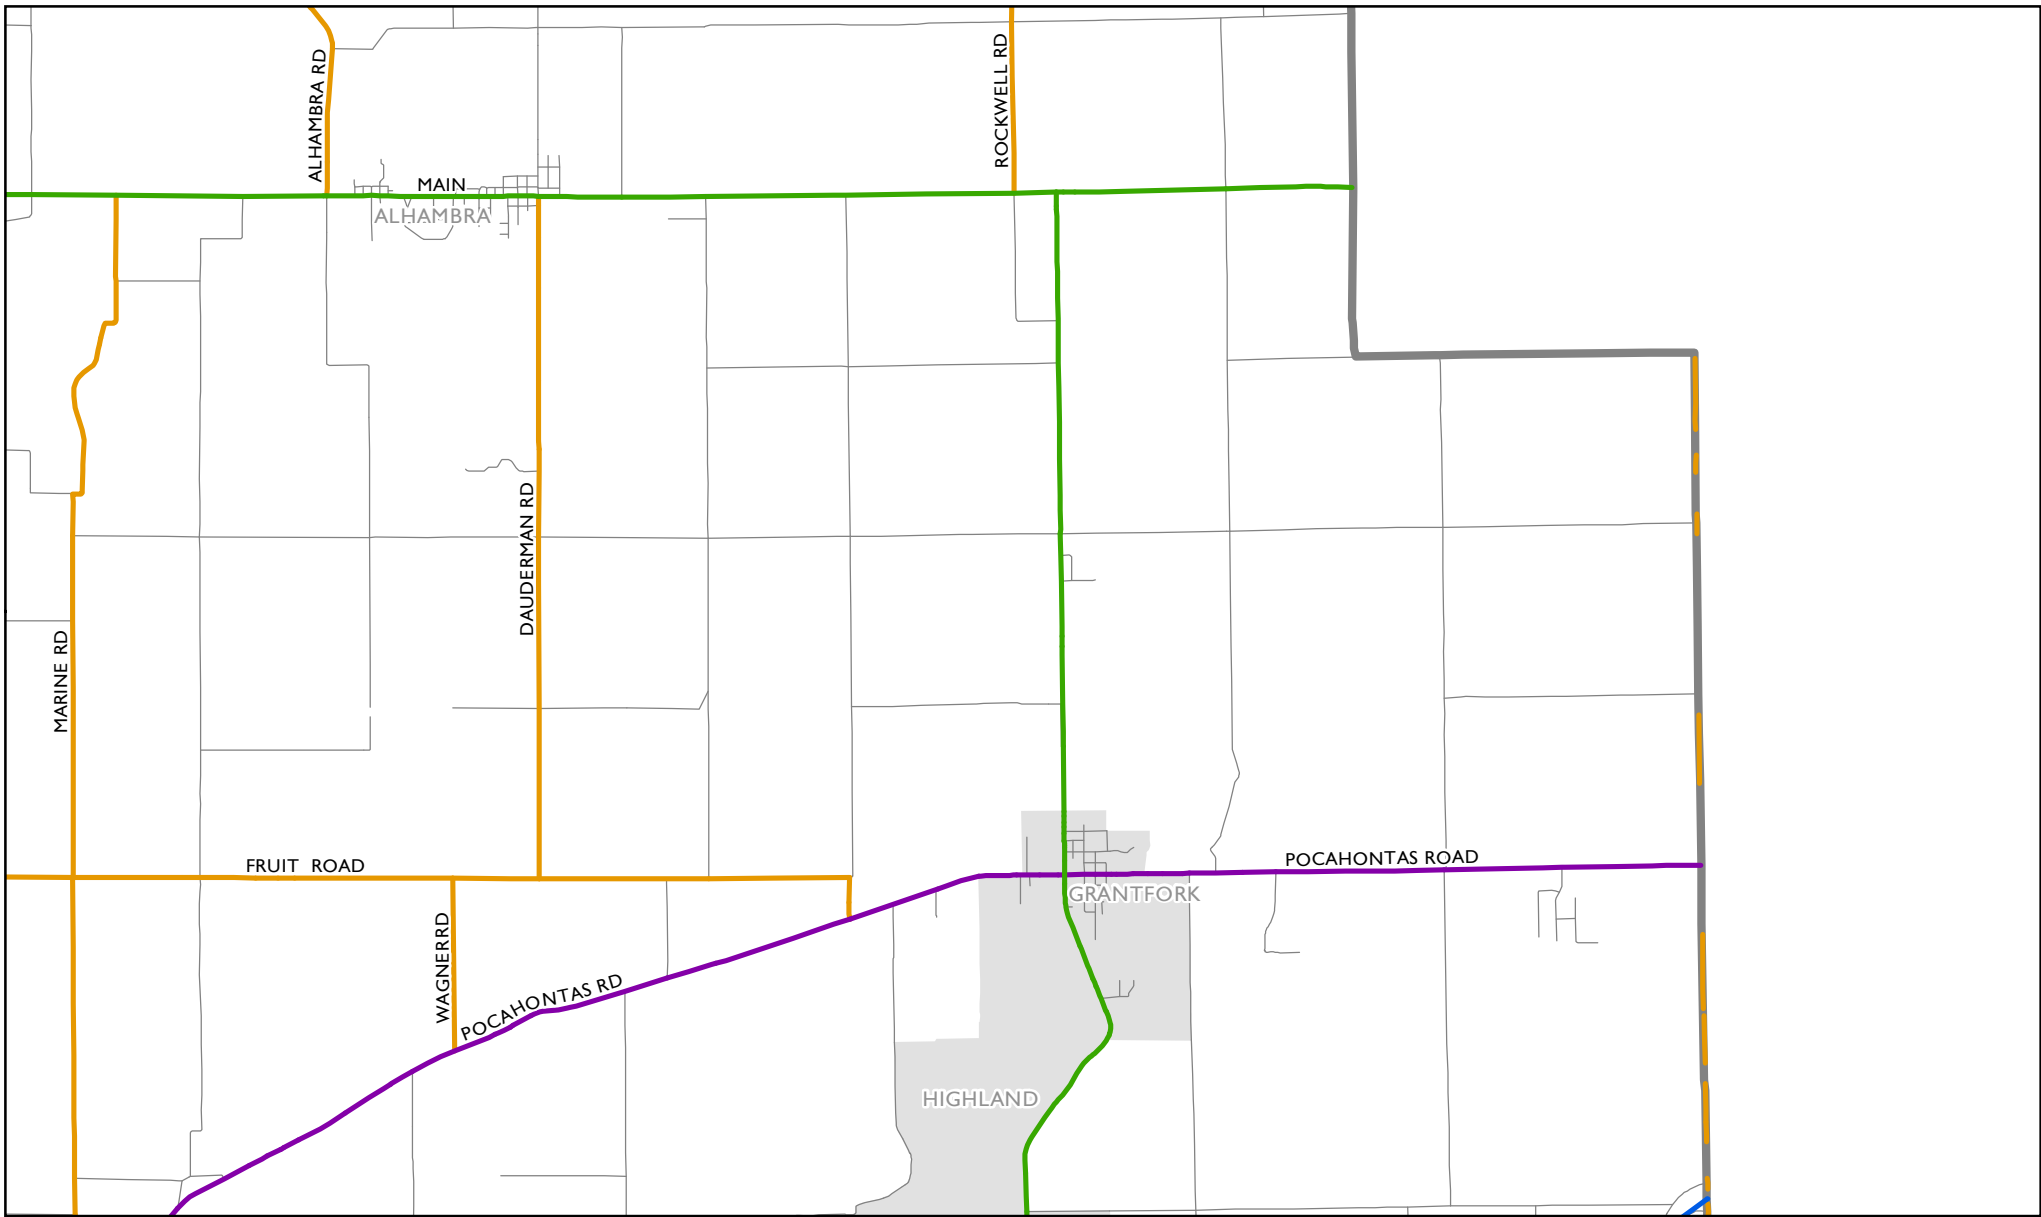 ALHAMBRA RD
ROCKWELL RD
MAIN
ALHAMBRA
DAUDERMAN RD
MARINE RD
FRUIT ROAD
POCAHONTAS ROAD
GRANTFORK
WAGNERRD
POCAHONTAS RD
HIGHLAND